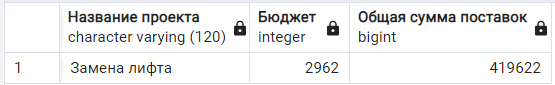 Название проекта Бюджет Общая сумма поставок
character varying (120) integer bigint
1 Замена лифта 2962 419622